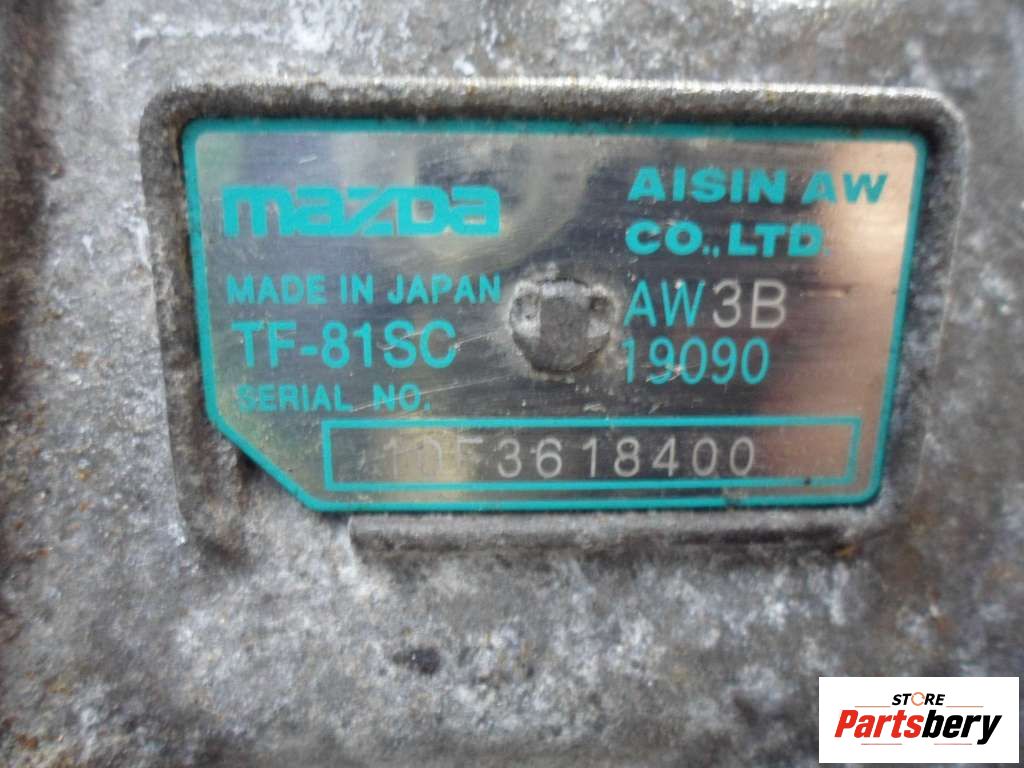 mazda
AISIN AW
CO.,LTD.
MADE IN JAPAN
AW3B
TF-81SC
19090
SERIAL NO.
10F3618400
STORE
Partsbery